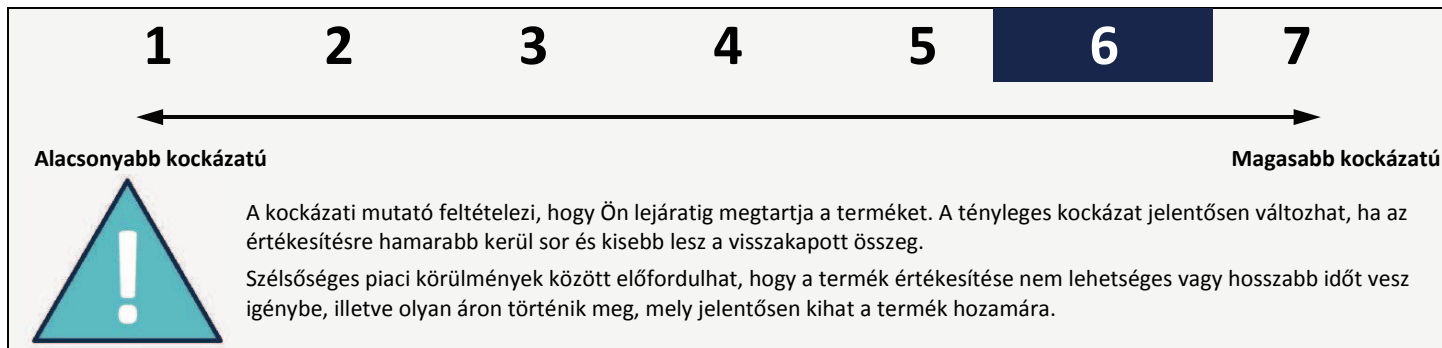 1 2 3 4 5 6 7
Alacsonyabb kockázatú Magasabb kockázatú
A kockázati mutató feltételezi, hogy Ön lejáratig megtartja a terméket. A tényleges kockázat jelentősen változhat, ha az
értékesítésre hamarabb kerül sor és kisebb lesz a visszakapott összeg.
Szélsőséges piaci körülmények között előfordulhat, hogy a termék értékesítése nem lehetséges vagy hosszabb időt vesz
igénybe, illetve olyan áron történik meg, mely jelentősen kihat a termék hozamára.